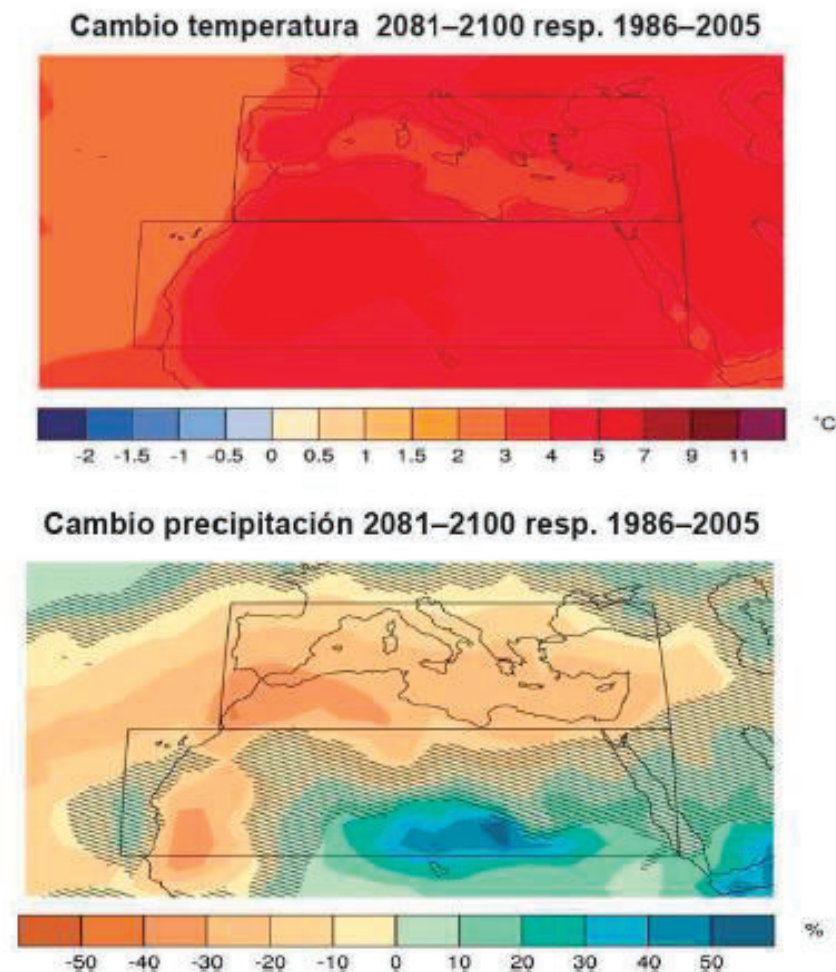 Cambio temperatura 2081–2100 resp. 1986–2005
°C
-2 -1.5 -1 -0.5 0 0.5 1 1.5 2 3 4 5 7 9 11
Cambio precipitación 2081–2100 resp. 1986–2005
%
-50 -40 -30 -20 -10 0 10 20 30 40 50